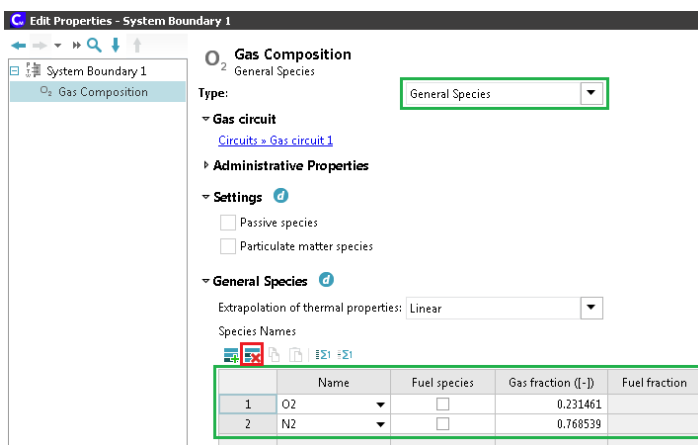 Edit Properties - System Boundary 1
System Boundary 1
O₂ Gas Composition
O₂ Gas Composition
General Species
Type: General Species
Gas circuit
Circuits » Gas circuit 1
Administrative Properties
Settings d
Passive species
Particulate matter species
General Species d
Extrapolation of thermal properties: Linear
Species Names
Σ1 ÷Σ1
Name Fuel species Gas fraction ([-]) Fuel fraction
1 O2 0.231461
2 N2 0.768539